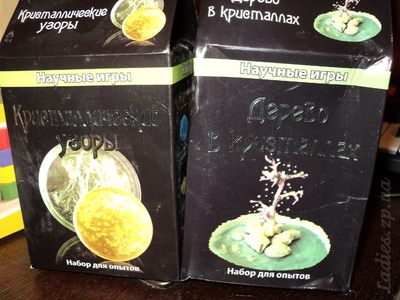 Кристаллические
узоры
Дерево
в кристаллах
Научные игры
Научные игры
Кристаллические
узоры
Дерево
в кристаллах
Набор для опытов
Набор для опытов
Ladies.zp.ua